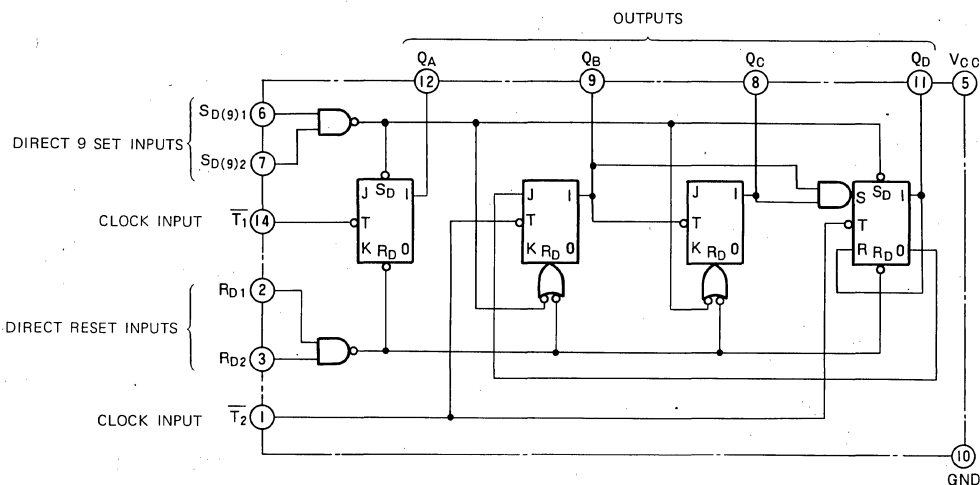 OUTPUTS
QA QB QC QD VCC
12 9 8 11 5
SD(9)1 6
DIRECT 9 SET INPUTS
SD(9)2 7
J SD 1
CLOCK INPUT T1 14 T
K RD 0
J 1
T
K RD 0
J 1
T
K RD 0
S SD 1
T
R RD 0
RD1 2
DIRECT RESET INPUTS
RD2 3
CLOCK INPUT T2 1
10
GND